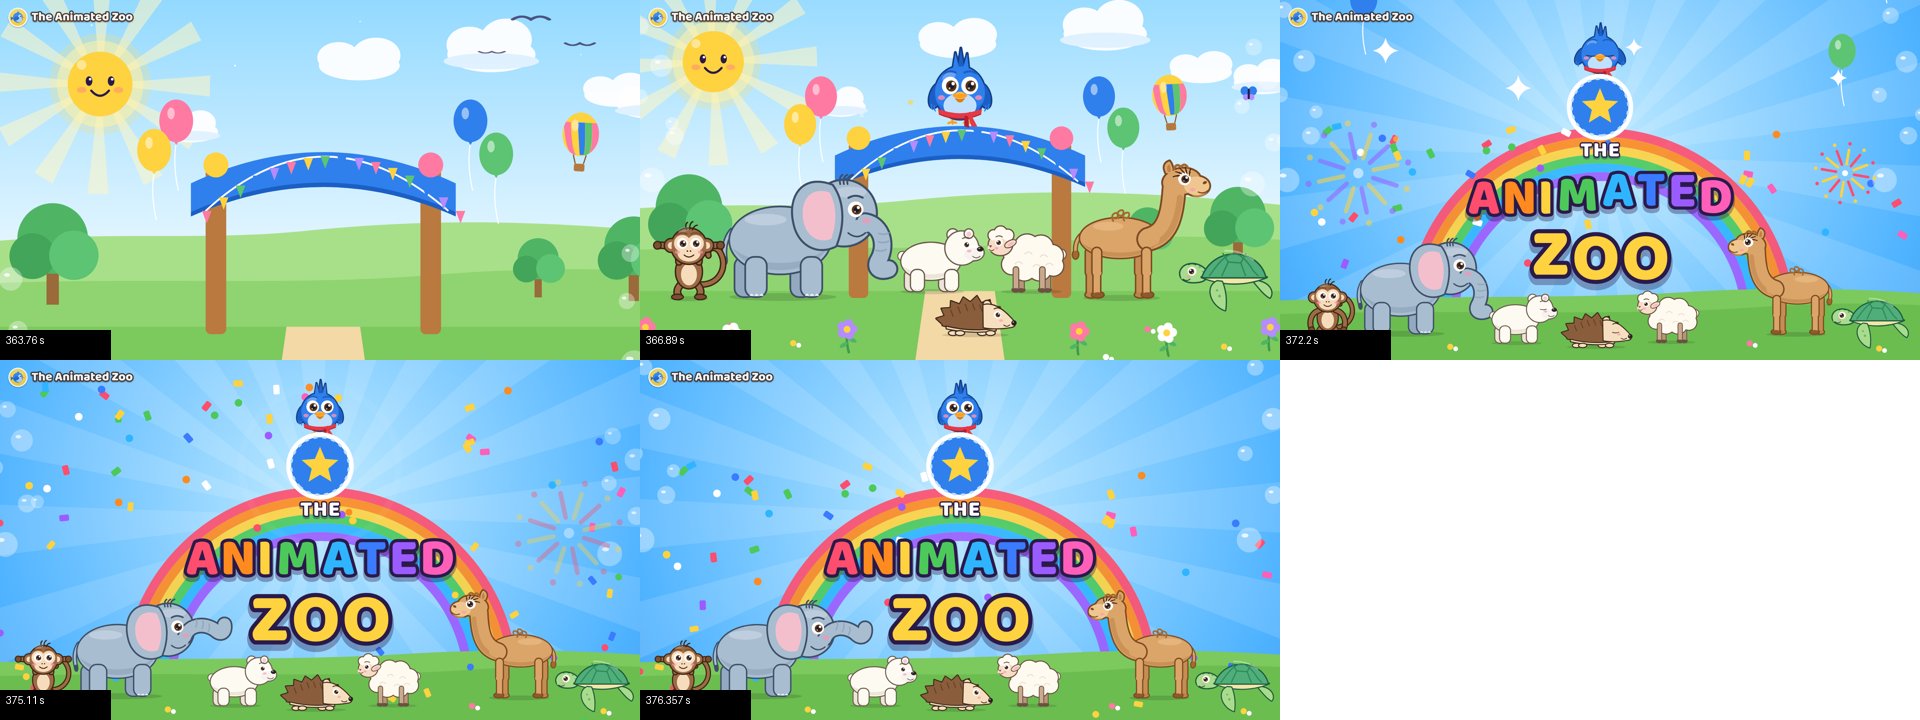 The Animated Zoo
363.76 s
The Animated Zoo
366.89 s
The Animated Zoo
THE
ANIMATED
ZOO
372.2 s
The Animated Zoo
THE
ANIMATED
ZOO
375.11 s
The Animated Zoo
THE
ANIMATED
ZOO
376.357 s